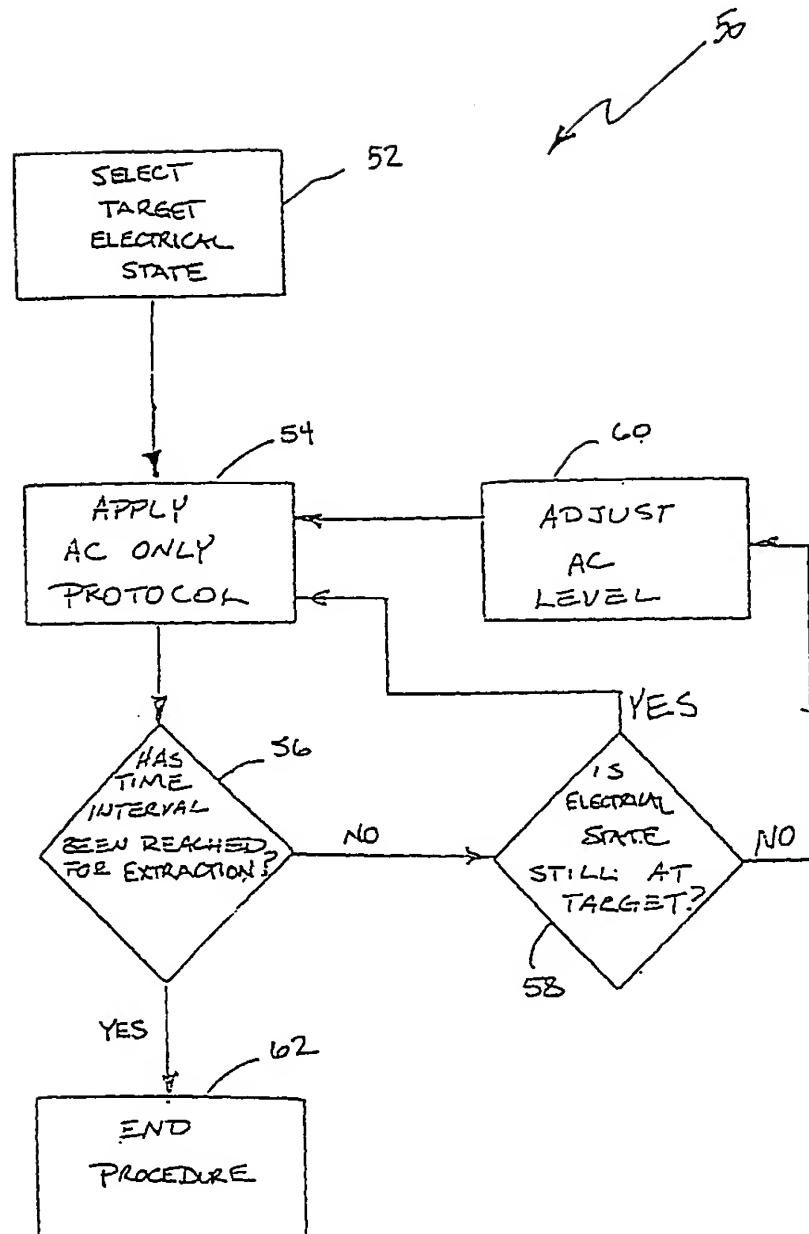 50
SELECT
TARGET
ELECTRICAL
STATE
52
54
APPLY
AC ONLY
PROTOCOL
60
ADJUST
AC
LEVEL
YES
56
HAS
TIME
INTERVAL
BEEN REACHED
FOR EXTRACTION?
NO
IS
ELECTRICAL
STATE
STILL AT
TARGET?
NO
58
YES
62
END
PROCEDURE